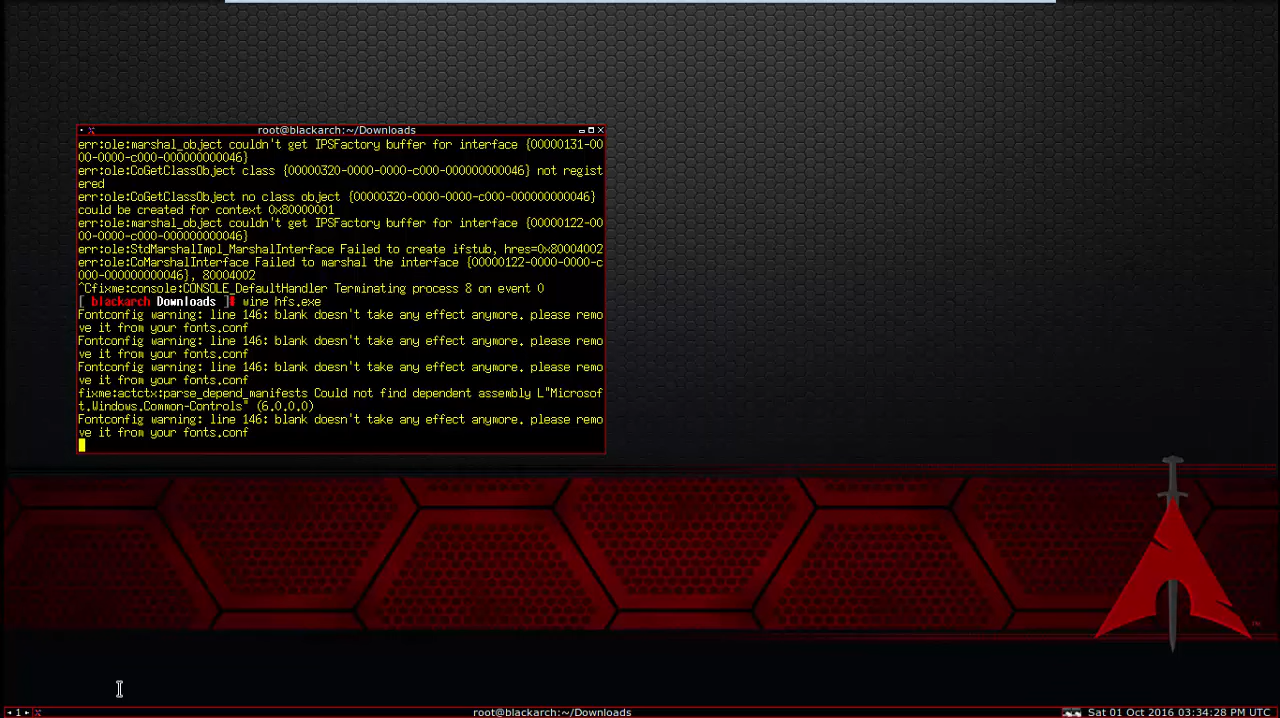 root@blackarch:~/Downloads
err:ole:marshal_object couldn't get IPSFactory buffer for interface {00000131-00
00-0000-c000-000000000046}
err:ole:CoGetClassObject class {00000320-0000-0000-c000-000000000046} not regist
ered
err:ole:CoGetClassObject no class object {00000320-0000-0000-c000-000000000046}
could be created for context 0x80000001
err:ole:marshal_object couldn't get IPSFactory buffer for interface {00000122-00
00-0000-c000-000000000046}
err:ole:StdMarshalImpl_MarshalInterface Failed to create ifstub, hres=0x80004002
err:ole:CoMarshalInterface Failed to marshal the interface {00000122-0000-0000-c
000-000000000046}, 80004002
^Cfixme:console:CONSOLE_DefaultHandler Terminating process 8 on event 0
[ blackarch Downloads ]# wine hfs.exe
Fontconfig warning: line 146: blank doesn't take any effect anymore. please remo
ve it from your fonts.conf
Fontconfig warning: line 146: blank doesn't take any effect anymore. please remo
ve it from your fonts.conf
Fontconfig warning: line 146: blank doesn't take any effect anymore. please remo
ve it from your fonts.conf
fixme:actctx:parse_depend_manifests Could not find dependent assembly L"Microsof
t.Windows.Common-Controls" (6.0.0.0)
Fontconfig warning: line 146: blank doesn't take any effect anymore. please remo
ve it from your fonts.conf
TM
1
root@blackarch:~/Downloads
Sat 01 Oct 2016 03:34:28 PM UTC